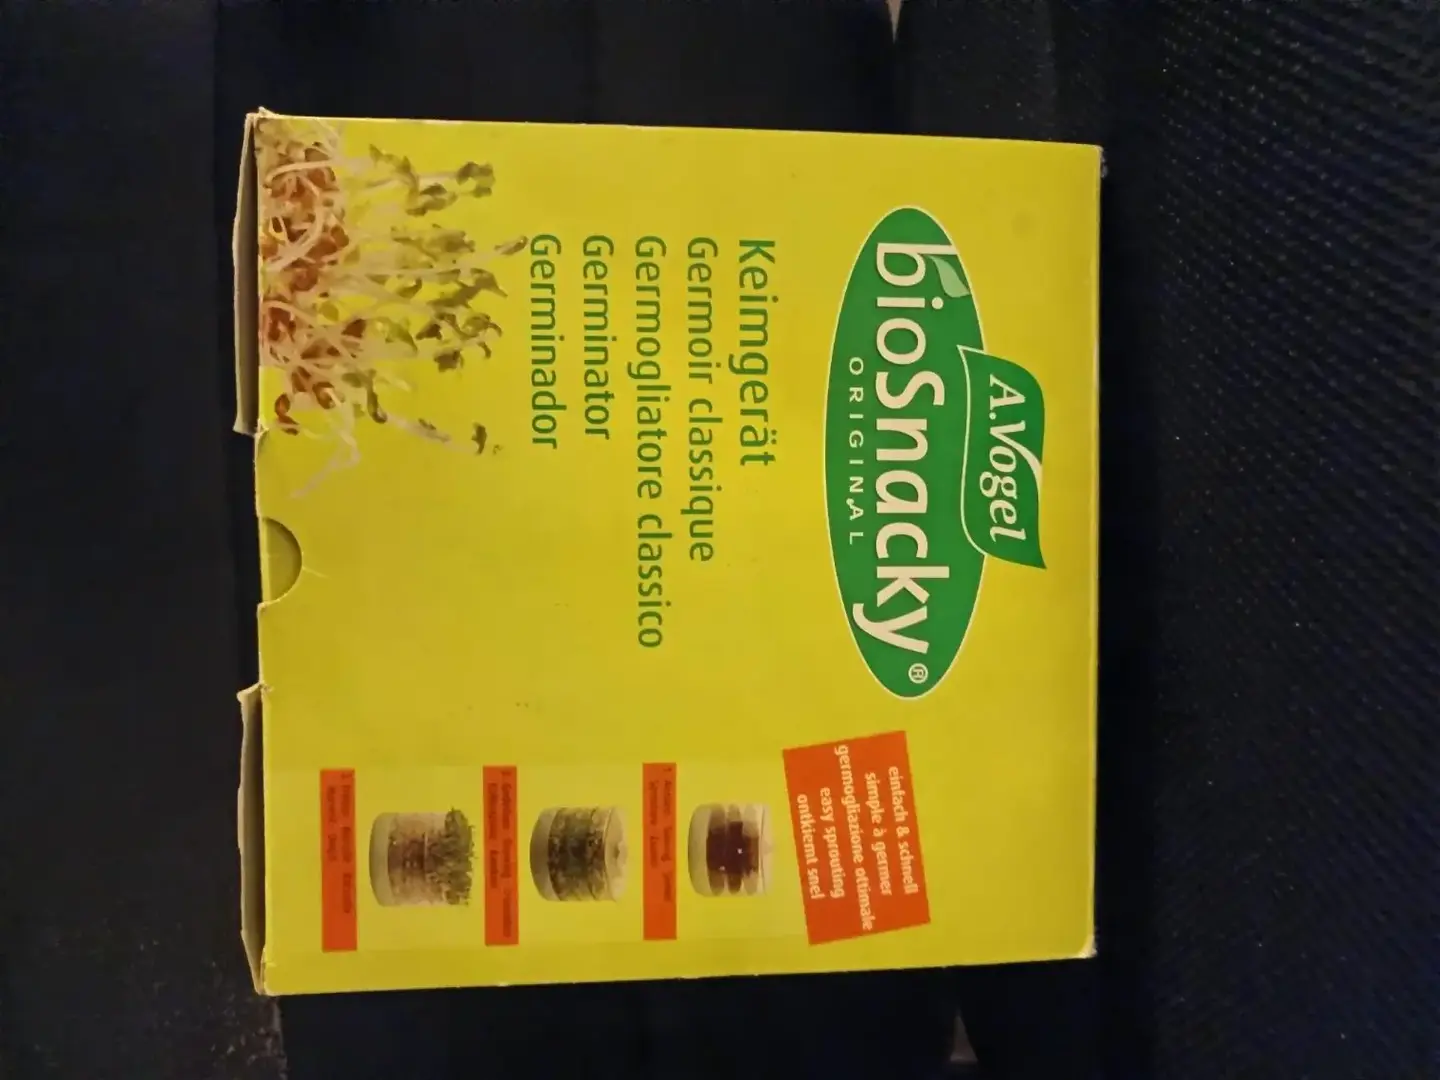 A.Vogel
bioSnacky®
ORIGINAL
Keimgerät
Germoir classique
Germogliatore classico
Germinator
Germinador
einfach & schnell
simple à germer
germogliazione ottimale
easy sprouting
ontkiemt snel